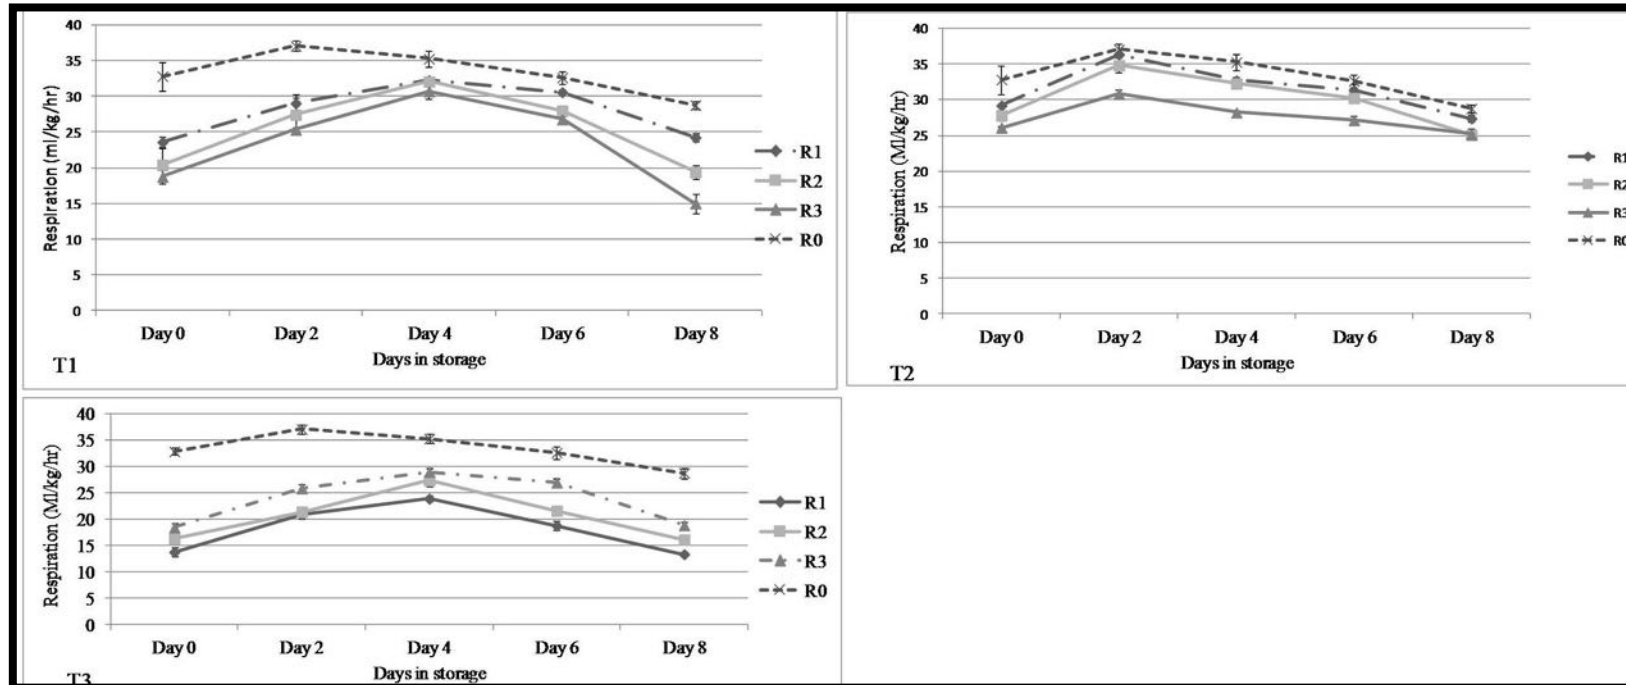 40
35
30
25
20
15
10
5
0
Respiration (ml/kg/hr)
Day 0 Day 2 Day 4 Day 6 Day 8
Days in storage
T1
R1
R2
R3
R0
40
35
30
25
20
15
10
5
0
Respiration (Ml/kg/hr)
Day 0 Day 2 Day 4 Day 6 Day 8
Days in storage
T2
R1
R2
R3
R0
40
35
30
25
20
15
10
5
0
Respiration (Ml/kg/hr)
Day 0 Day 2 Day 4 Day 6 Day 8
Days in storage
T3
R1
R2
R3
R0